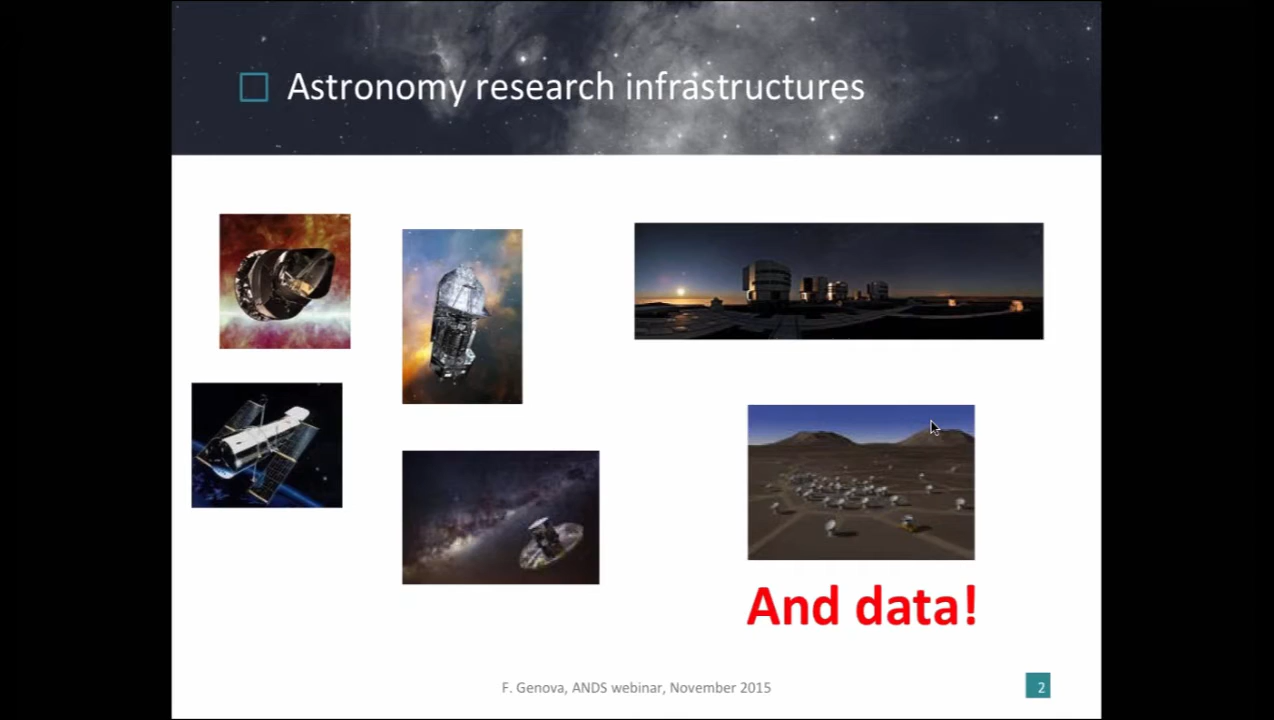 Astronomy research infrastructures
And data!
F. Genova, ANDS webinar, November 2015
2